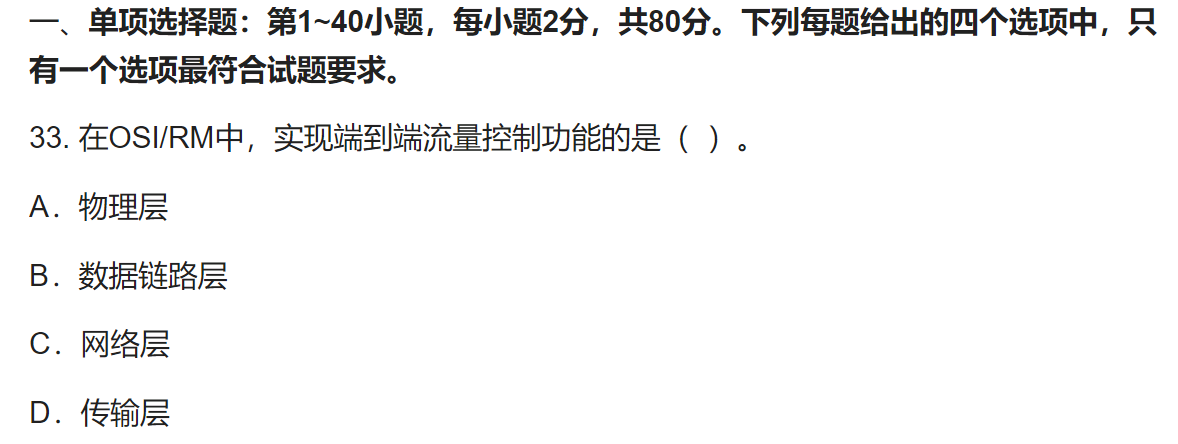 一、单项选择题：第1~40小题，每小题2分，共80分。下列每题给出的四个选项中，只
有一个选项最符合试题要求。
33. 在OSI/RM中，实现端到端流量控制功能的是（  ）。
A．物理层
B．数据链路层
C．网络层
D．传输层